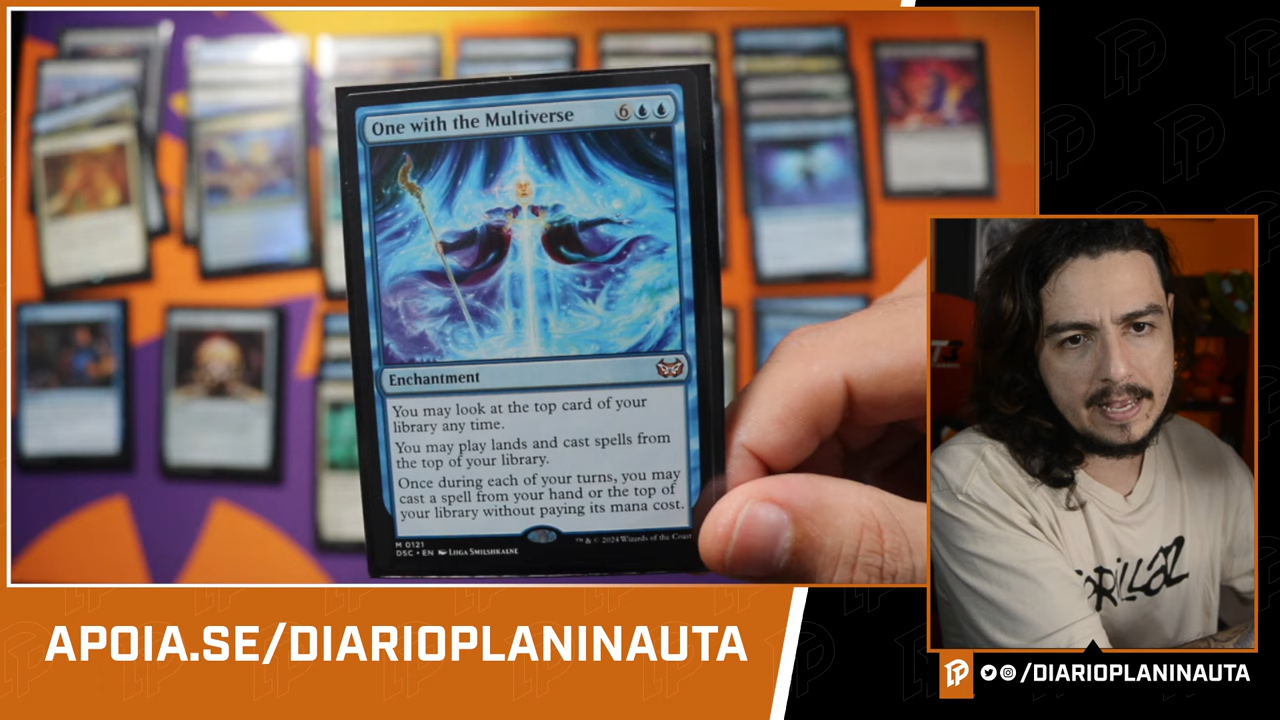 One with the Multiverse 6
Enchantment
You may look at the top card of your
library any time.
You may play lands and cast spells from
the top of your library.
Once during each of your turns, you may
cast a spell from your hand or the top of
your library without paying its mana cost.
M 0121
DSC • EN LIIGA SMILSHKALNE
™ & © 2024 Wizards of the Coast
GORILLAZ
APOIA.SE/DIARIOPLANINAUTA
/DIARIOPLANINAUTA